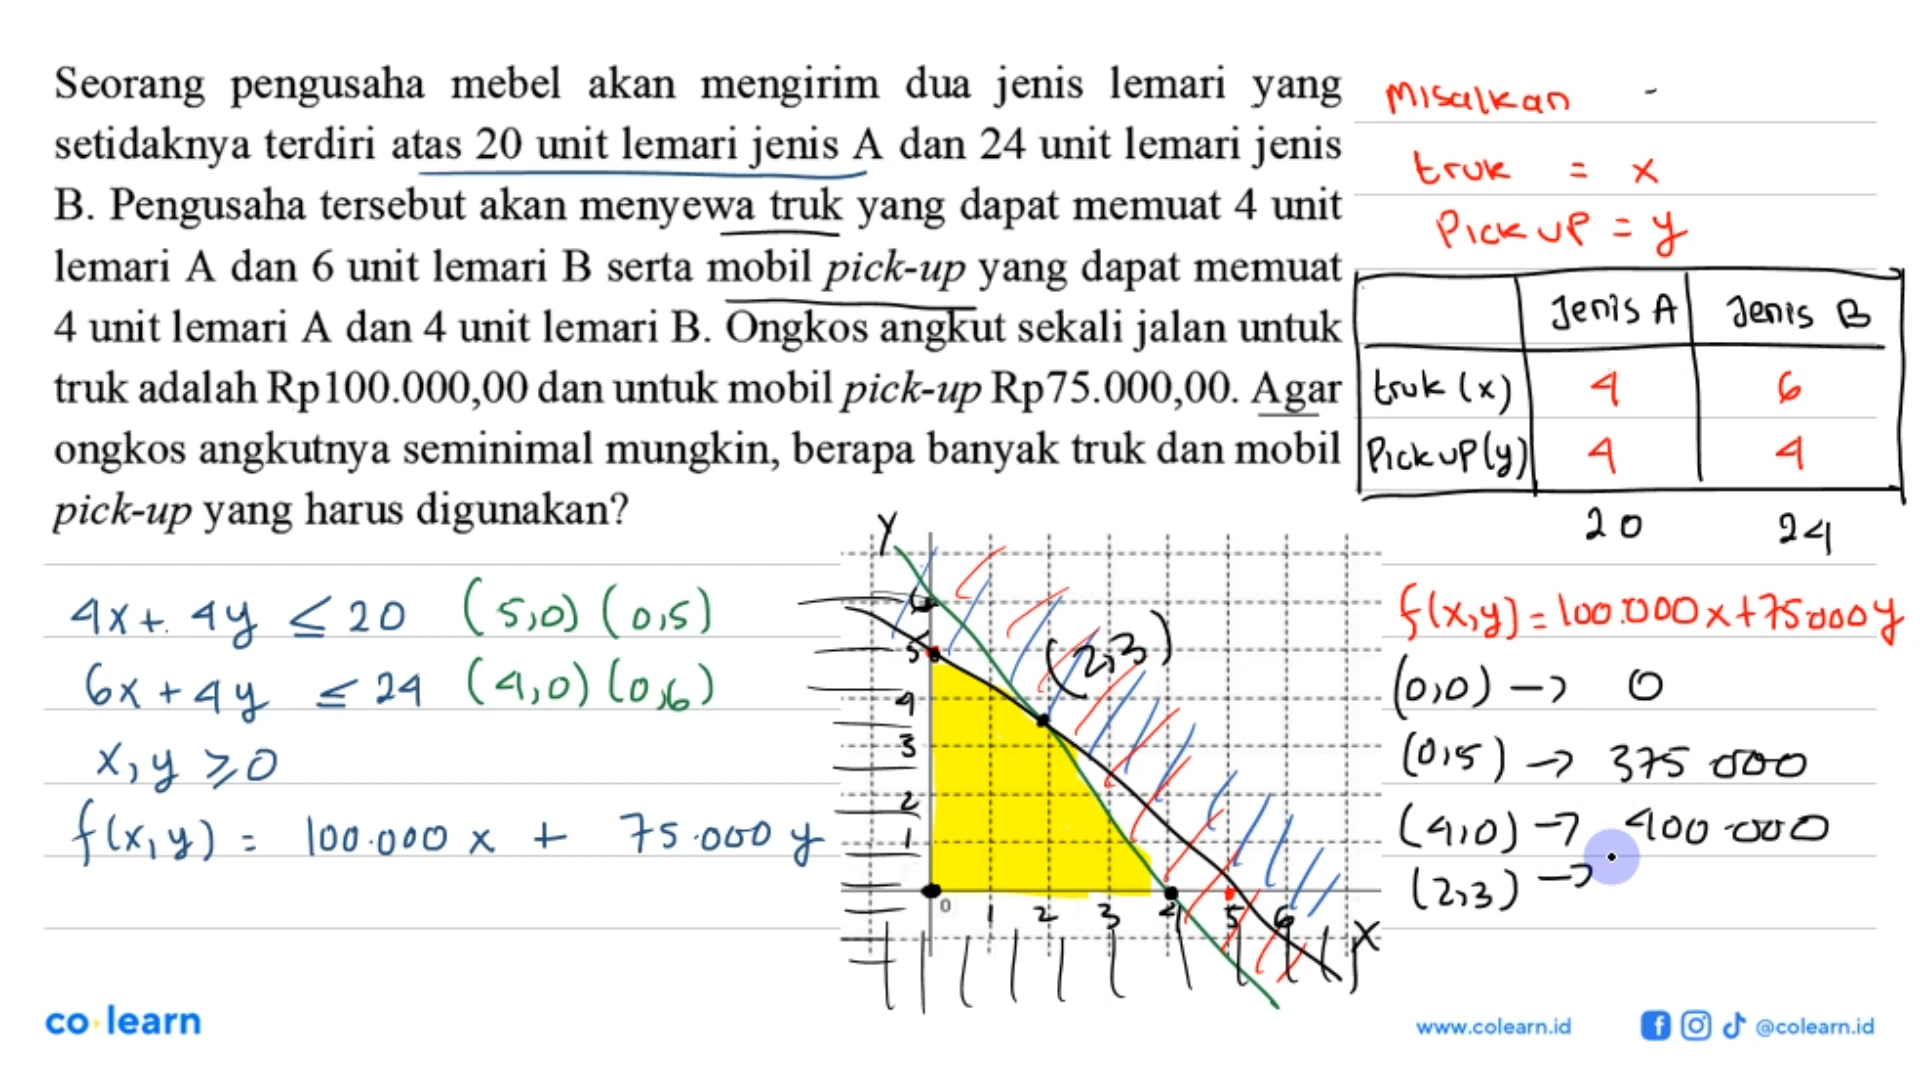 Seorang pengusaha mebel akan mengirim dua jenis lemari yang
setidaknya terdiri atas 20 unit lemari jenis A dan 24 unit lemari jenis
B. Pengusaha tersebut akan menyewa truk yang dapat memuat 4 unit
lemari A dan 6 unit lemari B serta mobil pick-up yang dapat memuat
4 unit lemari A dan 4 unit lemari B. Ongkos angkut sekali jalan untuk
truk adalah Rp100.000,00 dan untuk mobil pick-up Rp75.000,00. Agar
ongkos angkutnya seminimal mungkin, berapa banyak truk dan mobil
pick-up yang harus digunakan?
Misalkan -
truk = x
Pick up = y
Jenis A Jenis B
truk (x) 4 6
Pick up (y) 4 4
20 24
4x + 4y ≤ 20 (5,0) (0,5)
6x + 4y ≤ 24 (4,0) (0,6)
x, y ≥ 0
f(x,y) = 100.000 x + 75.000 y
Y
6
5
4
3
2
1
(2,3)
0 1 2 3 4 5 6 X
f(x,y) = 100.000 x + 75.000 y
(0,0) → 0
(0,5) → 375.000
(4,0) → 400.000
(2,3) →
co learn
www.colearn.id @colearn.id